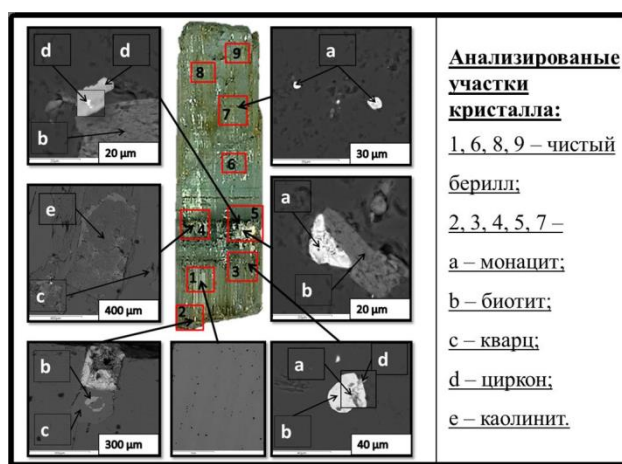 d
d
b
20 µm
e
c
400 µm
b
c
300 µm
9
8
7
6
5
4
3
1
2
a
30 µm
a
b
20 µm
a
d
b
40 µm
Анализированые
участки
кристалла:
1, 6, 8, 9 – чистый
берилл;
2, 3, 4, 5, 7 –
a – монацит;
b – биотит;
c – кварц;
d – циркон;
e – каолинит.